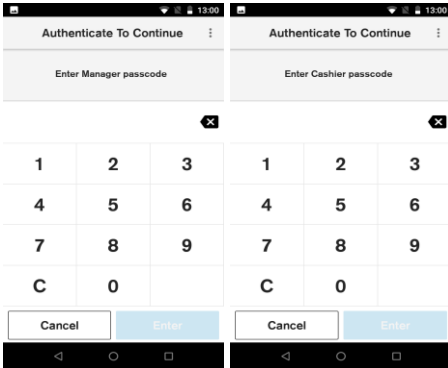 13:00
Authenticate To Continue
Enter Manager passcode
1 2 3
4 5 6
7 8 9
C 0
Cancel Enter
13:00
Authenticate To Continue
Enter Cashier passcode
1 2 3
4 5 6
7 8 9
C 0
Cancel Enter